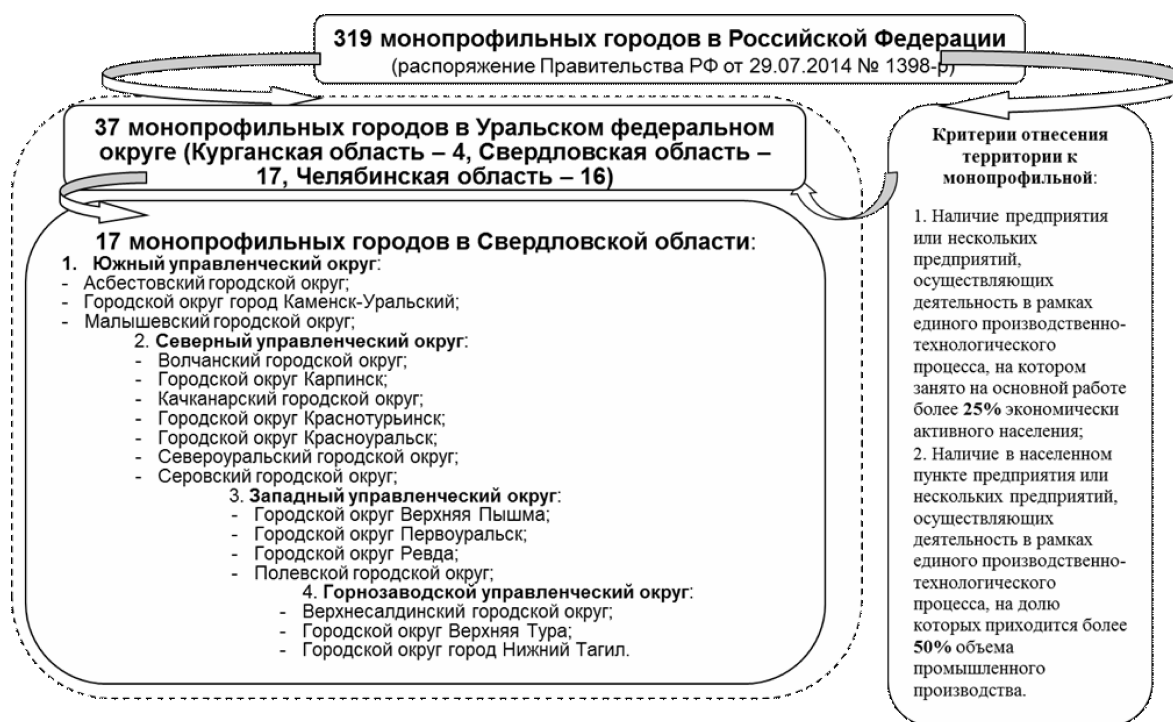 319 монопрофильных городов в Российской Федерации
(распоряжение Правительства РФ от 29.07.2014 № 1398-р)
37 монопрофильных городов в Уральском федеральном
округе (Курганская область – 4, Свердловская область –
17, Челябинская область – 16)
17 монопрофильных городов в Свердловской области:
1. Южный управленческий округ:
- Асбестовский городской округ;
- Городской округ город Каменск-Уральский;
- Малышевский городской округ;
2. Северный управленческий округ:
- Волчанский городской округ;
- Городской округ Карпинск;
- Качканарский городской округ;
- Городской округ Краснотурьинск;
- Городской округ Красноуральск;
- Североуральский городской округ;
- Серовский городской округ;
3. Западный управленческий округ:
- Городской округ Верхняя Пышма;
- Городской округ Первоуральск;
- Городской округ Ревда;
- Полевской городской округ;
4. Горнозаводской управленческий округ:
- Верхнесалдинский городской округ;
- Городской округ Верхняя Тура;
- Городской округ город Нижний Тагил.
Критерии отнесения
территории к
монопрофильной:
1. Наличие предприятия
или нескольких
предприятий,
осуществляющих
деятельность в рамках
единого производственно-
технологического
процесса, на котором
занято на основной работе
более 25% экономически
активного населения;
2. Наличие в населенном
пункте предприятия или
нескольких предприятий,
осуществляющих
деятельность в рамках
единого производственно-
технологического
процесса, на долю
которых приходится более
50% объема
промышленного
производства.